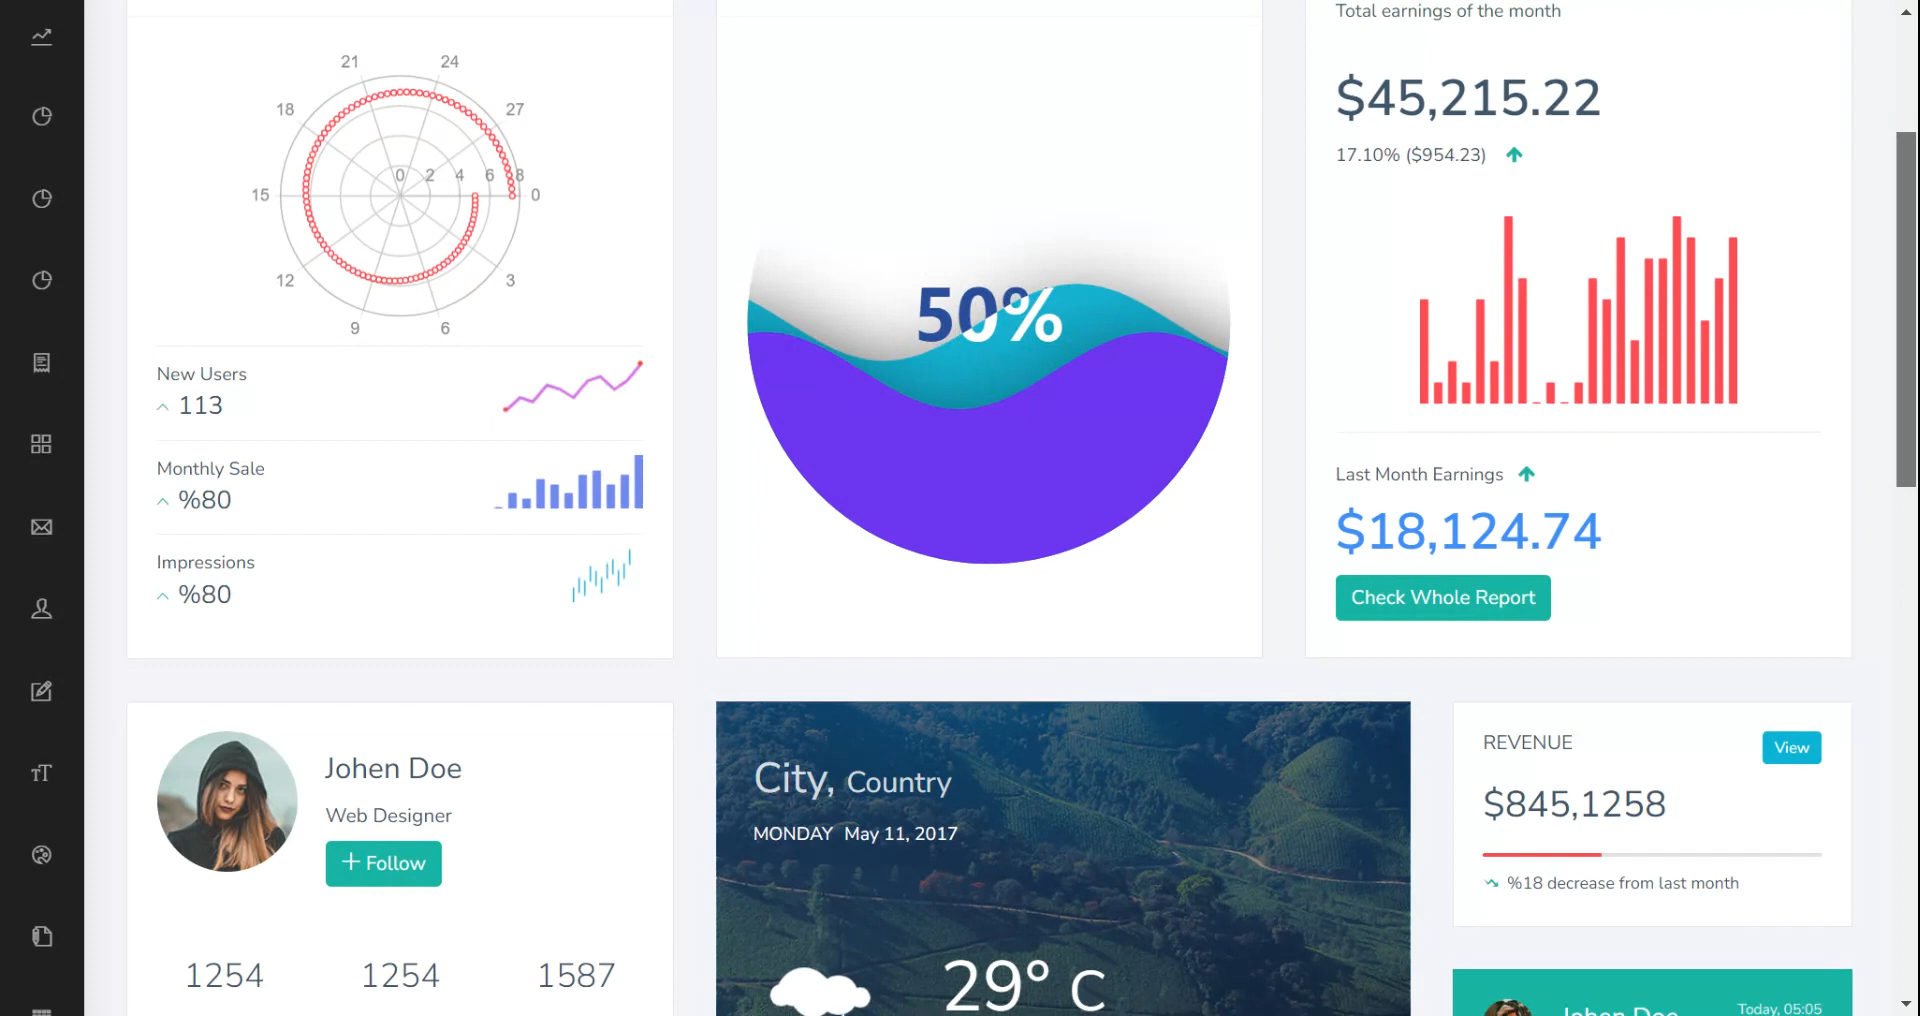 21
24
18
27
0 2 4 6 8
15
0
12
3
9
6
New Users
113
Monthly Sale
%80
Impressions
%80
50%
Total earnings of the month
$45,215.22
17.10% ($954.23)
Last Month Earnings
$18,124.74
Check Whole Report
Johen Doe
Web Designer
+ Follow
1254
1254
1587
City, Country
MONDAY May 11, 2017
29° C
REVENUE
View
$845,1258
%18 decrease from last month
Johen Doe
Today, 05:05